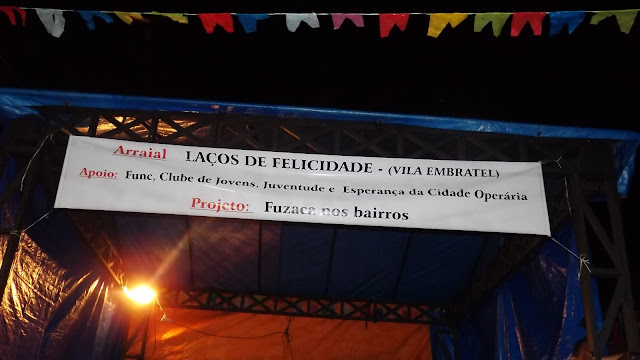 Arraial LAÇOS DE FELICIDADE - (VILA EMBRATEL)
Apoio: Func, Clube de Jovens, Juventude e Esperança da Cidade Operária
Projeto: Fuzaca nos bairros